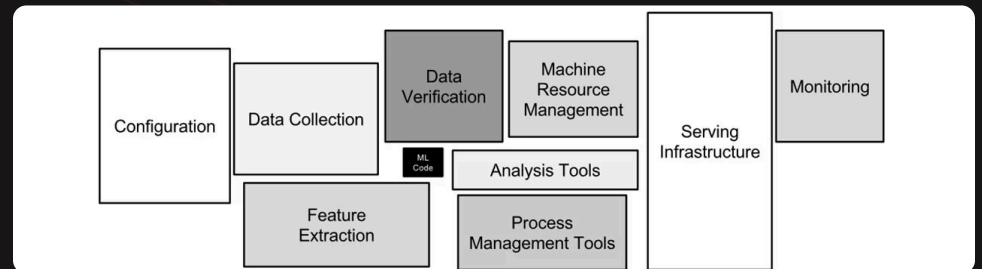 Configuration
Data Collection
Data
Verification
Machine
Resource
Management
Serving
Infrastructure
Monitoring
ML
Code
Analysis Tools
Feature
Extraction
Process
Management Tools